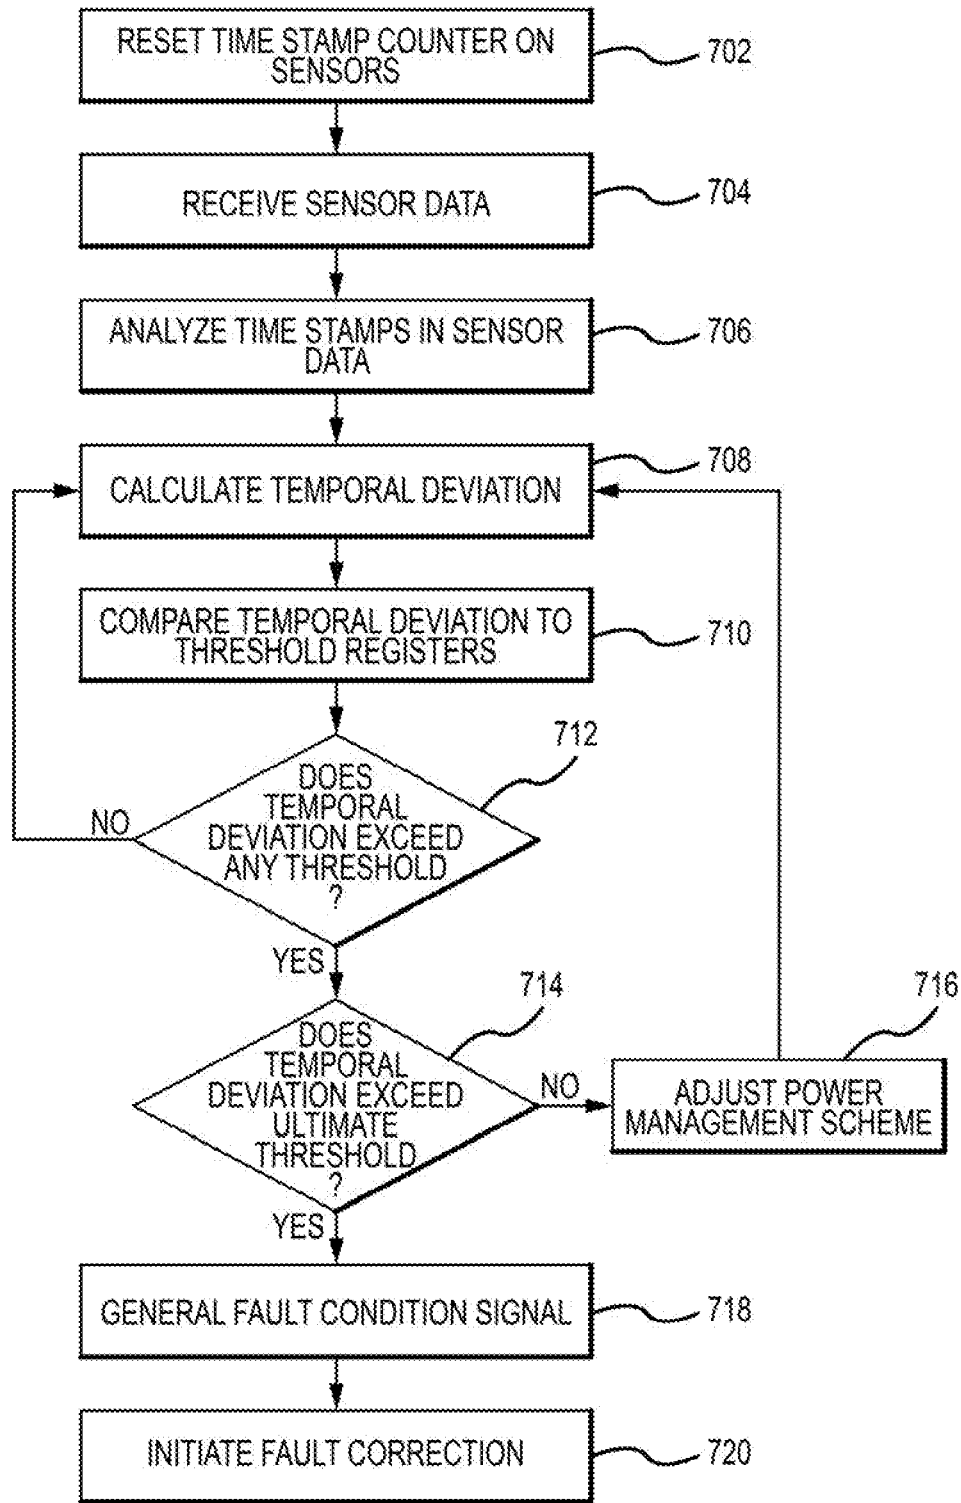 RESET TIME STAMP COUNTER ON
SENSORS
702
RECEIVE SENSOR DATA
704
ANALYZE TIME STAMPS IN SENSOR
DATA
706
CALCULATE TEMPORAL DEVIATION
708
COMPARE TEMPORAL DEVIATION TO
THRESHOLD REGISTERS
710
712
DOES
TEMPORAL
DEVIATION EXCEED
ANY THRESHOLD
?
NO
YES
714
DOES
TEMPORAL
DEVIATION EXCEED
ULTIMATE
THRESHOLD
?
NO
716
ADJUST POWER
MANAGEMENT SCHEME
YES
GENERAL FAULT CONDITION SIGNAL
718
INITIATE FAULT CORRECTION
720